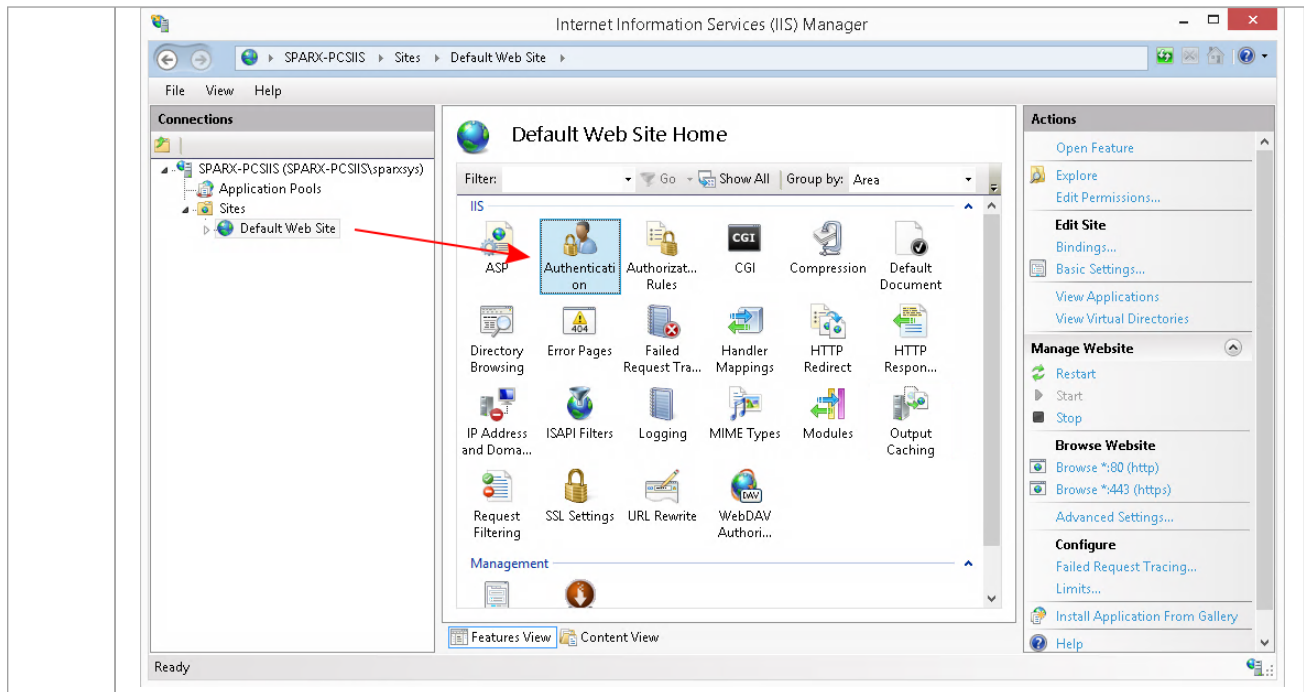 Internet Information Services (IIS) Manager
SPARX-PCSIIS Sites Default Web Site
File View Help
Connections
SPARX-PCSIIS (SPARX-PCSIIS\sparxsys)
Application Pools
Sites
Default Web Site
Default Web Site Home
Filter: Go Show All Group by: Area
IIS
ASP
Authenticati
on
Authorizat...
Rules
CGI
CGI
Compression
Default
Document
Directory
Browsing
404
Error Pages
Failed
Request Tra...
Handler
Mappings
HTTP
Redirect
HTTP
Respon...
IP Address
and Doma...
ISAPI Filters
Logging
MIME Types
Modules
Output
Caching
Request
Filtering
SSL Settings
URL Rewrite
DAV
WebDAV
Authori...
Management
Features View Content View
Actions
Open Feature
Explore
Edit Permissions...
Edit Site
Bindings...
Basic Settings...
View Applications
View Virtual Directories
Manage Website
Restart
Start
Stop
Browse Website
Browse *:80 (http)
Browse *:443 (https)
Advanced Settings...
Configure
Failed Request Tracing...
Limits...
Install Application From Gallery
Help
Ready